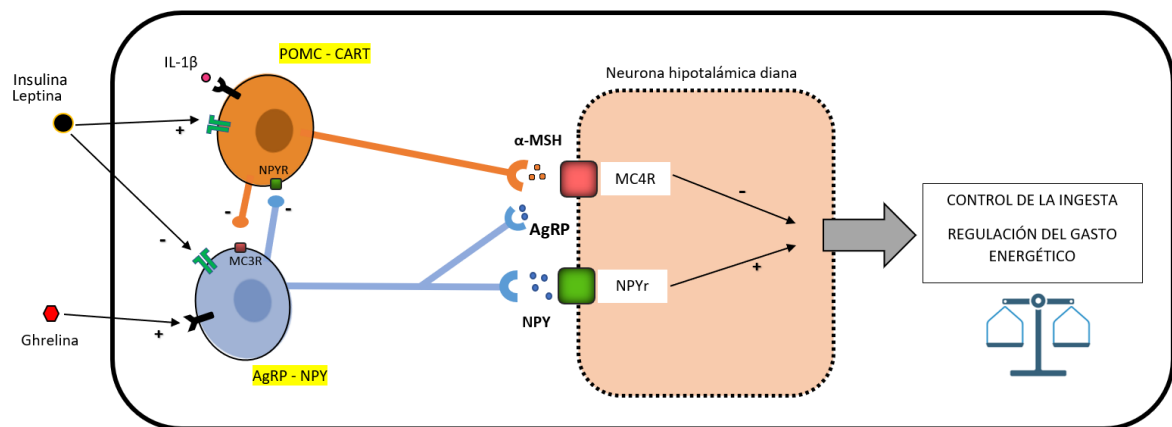 POMC - CART
IL-1β
Insulina
Leptina
+
NPYR
-
-
-
MC3R
Ghrelina
+
AgRP - NPY
α-MSH
AgRP
NPY
Neurona hipotalámica diana
MC4R
-
NPYr
+
CONTROL DE LA INGESTA
REGULACIÓN DEL GASTO
ENERGÉTICO